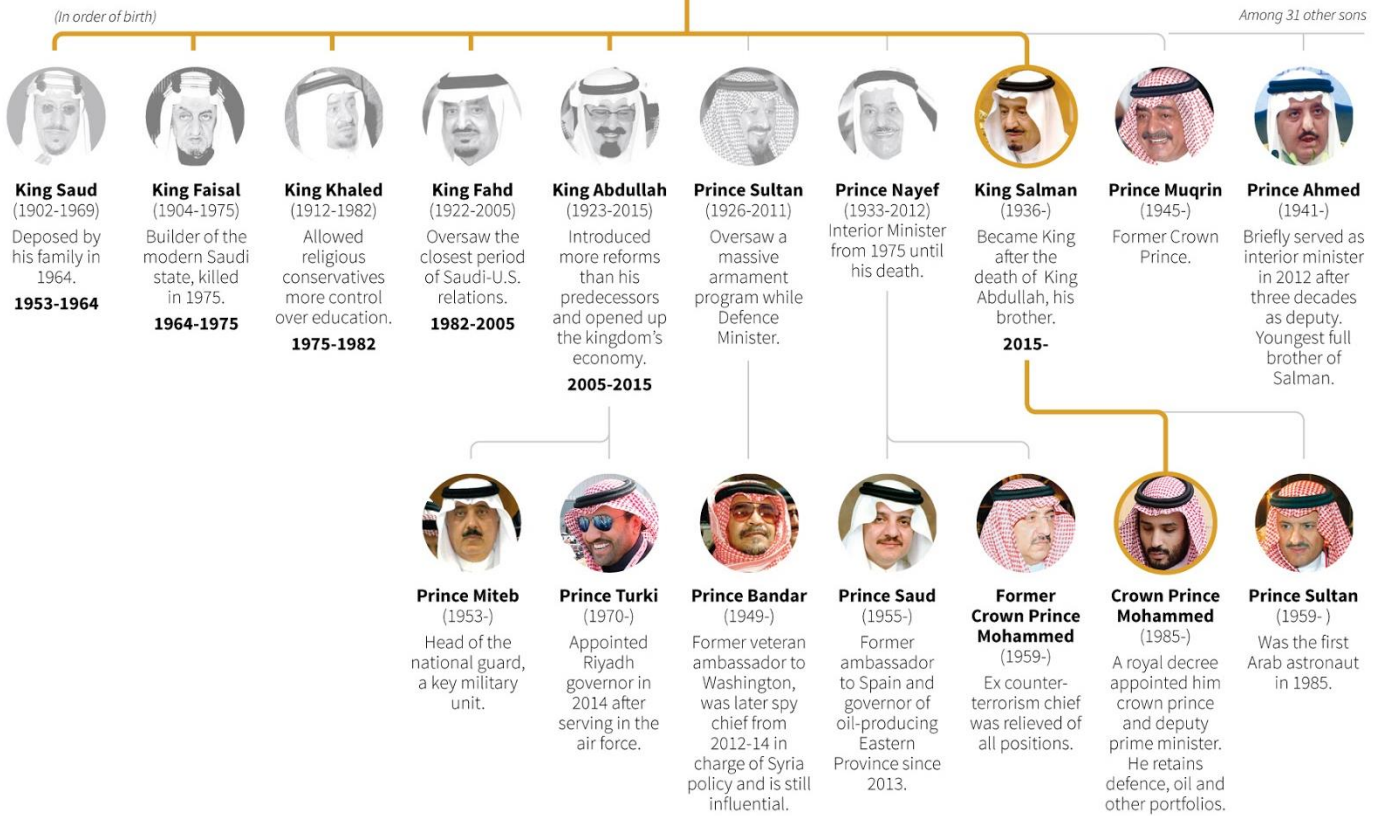 (In order of birth)
Among 31 other sons
King Saud
(1902-1969)
Deposed by
his family in
1964.
1953-1964
King Faisal
(1904-1975)
Builder of the
modern Saudi
state, killed
in 1975.
1964-1975
King Khaled
(1912-1982)
Allowed
religious
conservatives
more control
over education.
1975-1982
King Fahd
(1922-2005)
Oversaw the
closest period
of Saudi-U.S.
relations.
1982-2005
King Abdullah
(1923-2015)
Introduced
more reforms
than his
predecessors
and opened up
the kingdom’s
economy.
2005-2015
Prince Sultan
(1926-2011)
Oversaw a
massive
armament
program while
Defence
Minister.
Prince Nayef
(1933-2012)
Interior Minister
from 1975 until
his death.
King Salman
(1936-)
Became King
after the
death of King
Abdullah, his
brother.
2015-
Prince Muqrin
(1945-)
Former Crown
Prince.
Prince Ahmed
(1941-)
Briefly served as
interior minister
in 2012 after
three decades
as deputy.
Youngest full
brother of
Salman.
Prince Miteb
(1953-)
Head of the
national guard,
a key military
unit.
Prince Turki
(1970-)
Appointed
Riyadh
governor in
2014 after
serving in the
air force.
Prince Bandar
(1949-)
Former veteran
ambassador to
Washington,
was later spy
chief from
2012-14 in
charge of Syria
policy and is still
influential.
Prince Saud
(1955-)
Former
ambassador
to Spain and
governor of
oil-producing
Eastern
Province since
2013.
Former
Crown Prince
Mohammed
(1959-)
Ex counter-
terrorism chief
was relieved of
all positions.
Crown Prince
Mohammed
(1985-)
A royal decree
appointed him
crown prince
and deputy
prime minister.
He retains
defence, oil and
other portfolios.
Prince Sultan
(1959- )
Was the first
Arab astronaut
in 1985.